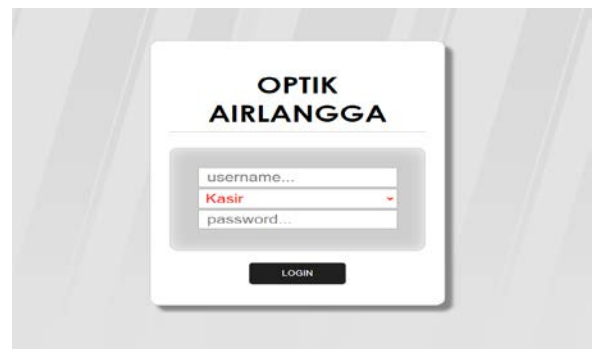 OPTIK
AIRLANGGA
username...
Kasir
password...
LOGIN